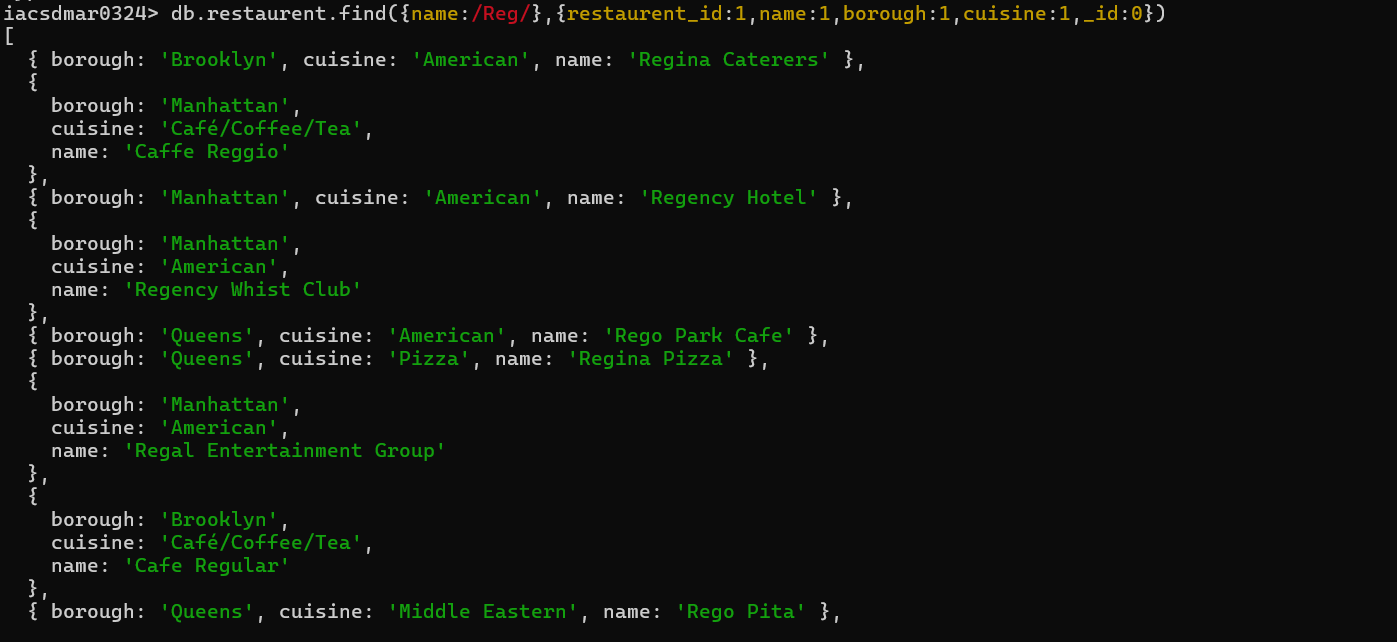 iacsdmar0324> db.restaurent.find({name:/Reg/},{restaurent_id:1,name:1,borough:1,cuisine:1,_id:0})
[
  { borough: 'Brooklyn', cuisine: 'American', name: 'Regina Caterers' },
  {
    borough: 'Manhattan',
    cuisine: 'Café/Coffee/Tea',
    name: 'Caffe Reggio'
  },
  { borough: 'Manhattan', cuisine: 'American', name: 'Regency Hotel' },
  {
    borough: 'Manhattan',
    cuisine: 'American',
    name: 'Regency Whist Club'
  },
  { borough: 'Queens', cuisine: 'American', name: 'Rego Park Cafe' },
  { borough: 'Queens', cuisine: 'Pizza', name: 'Regina Pizza' },
  {
    borough: 'Manhattan',
    cuisine: 'American',
    name: 'Regal Entertainment Group'
  },
  {
    borough: 'Brooklyn',
    cuisine: 'Café/Coffee/Tea',
    name: 'Cafe Regular'
  },
  { borough: 'Queens', cuisine: 'Middle Eastern', name: 'Rego Pita' },